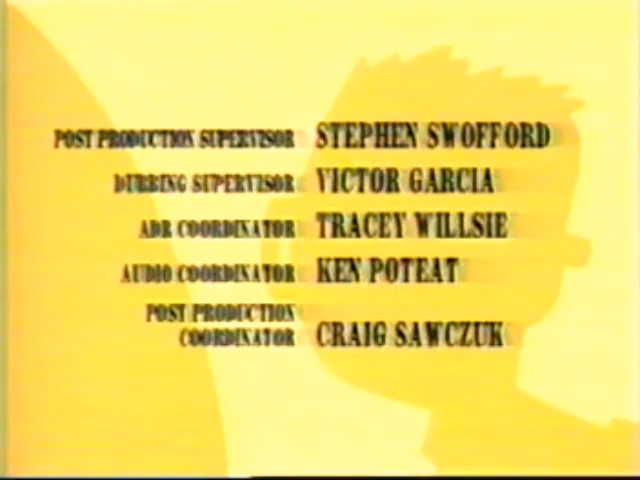 POST PRODUCTION SUPERVISOR STEPHEN SWOFFORD
DUBBING SUPERVISOR VICTOR GARCIA
ADR COORDINATOR TRACEY WILLSIE
AUDIO COORDINATOR KEN POTEAT
POST PRODUCTION
COORDINATOR CRAIG SAWCZUK